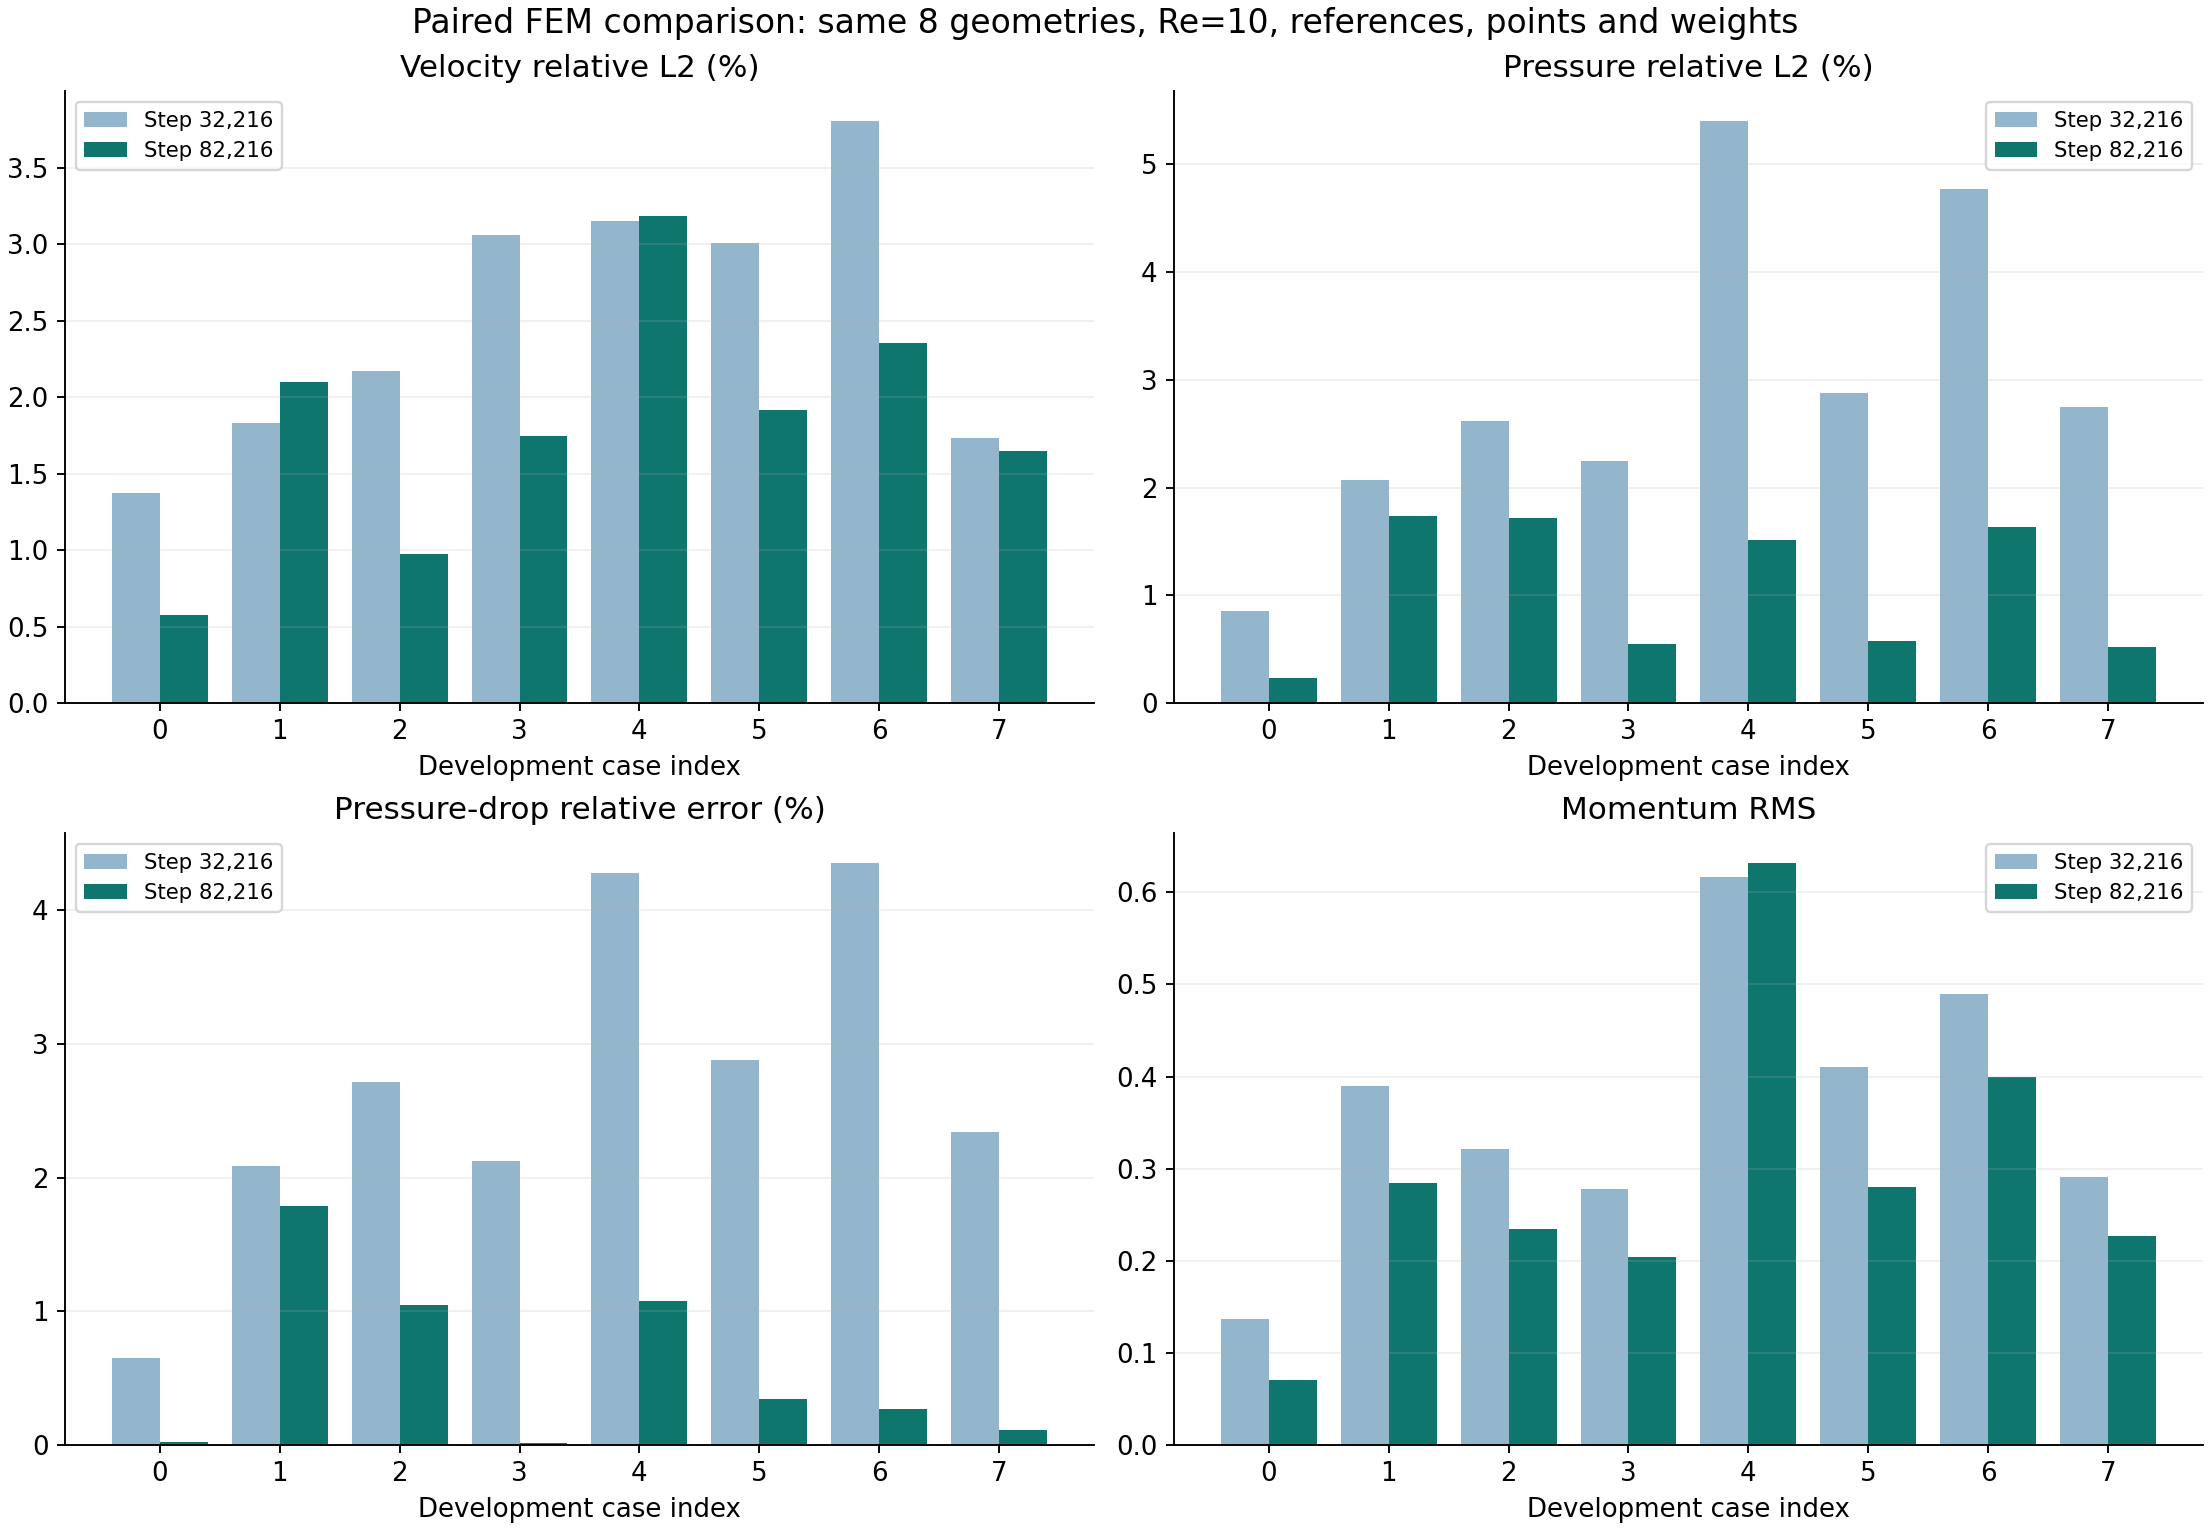 Paired FEM comparison: same 8 geometries, Re=10, references, points and weights
Velocity relative L2 (%)
Step 32,216
Step 82,216
3.5
3.0
2.5
2.0
1.5
1.0
0.5
0.0
0 1 2 3 4 5 6 7
Development case index
Pressure relative L2 (%)
Step 32,216
Step 82,216
5
4
3
2
1
0
0 1 2 3 4 5 6 7
Development case index
Pressure-drop relative error (%)
Step 32,216
Step 82,216
4
3
2
1
0
0 1 2 3 4 5 6 7
Development case index
Momentum RMS
Step 32,216
Step 82,216
0.6
0.5
0.4
0.3
0.2
0.1
0.0
0 1 2 3 4 5 6 7
Development case index